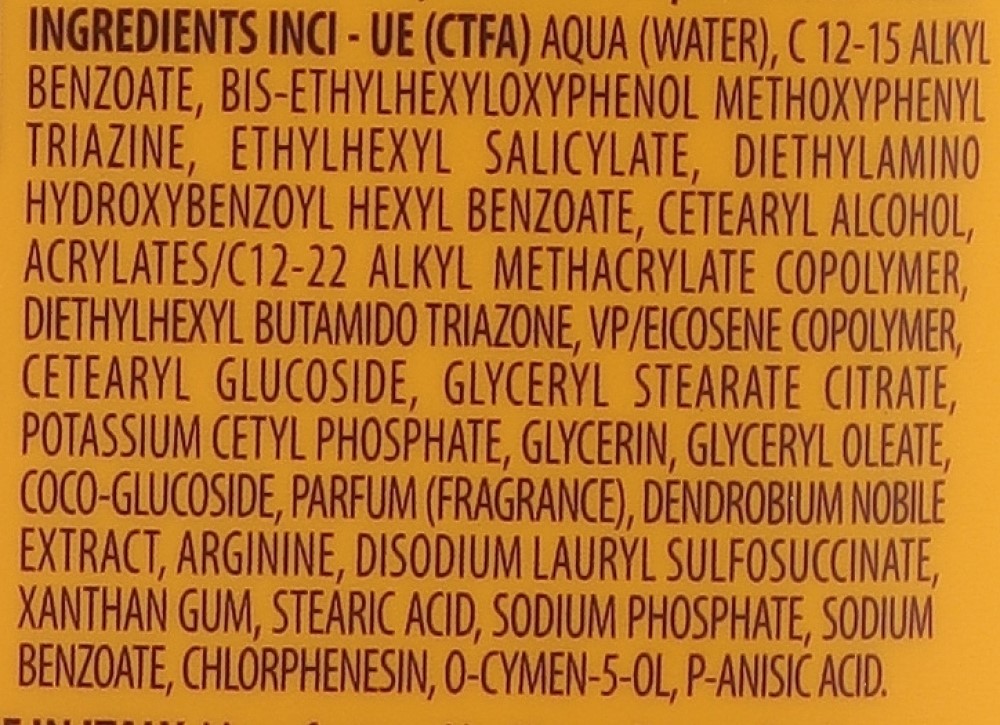 INGREDIENTS INCI - UE (CTFA) AQUA (WATER), C 12-15 ALKYL
BENZOATE, BIS-ETHYLHEXYLOXYPHENOL METHOXYPHENYL
TRIAZINE, ETHYLHEXYL SALICYLATE, DIETHYLAMINO
HYDROXYBENZOYL HEXYL BENZOATE, CETEARYL ALCOHOL,
ACRYLATES/C12-22 ALKYL METHACRYLATE COPOLYMER,
DIETHYLHEXYL BUTAMIDO TRIAZONE, VP/EICOSENE COPOLYMER,
CETEARYL GLUCOSIDE, GLYCERYL STEARATE CITRATE,
POTASSIUM CETYL PHOSPHATE, GLYCERIN, GLYCERYL OLEATE,
COCO-GLUCOSIDE, PARFUM (FRAGRANCE), DENDROBIUM NOBILE
EXTRACT, ARGININE, DISODIUM LAURYL SULFOSUCCINATE,
XANTHAN GUM, STEARIC ACID, SODIUM PHOSPHATE, SODIUM
BENZOATE, CHLORPHENESIN, O-CYMEN-5-OL, P-ANISIC ACID.